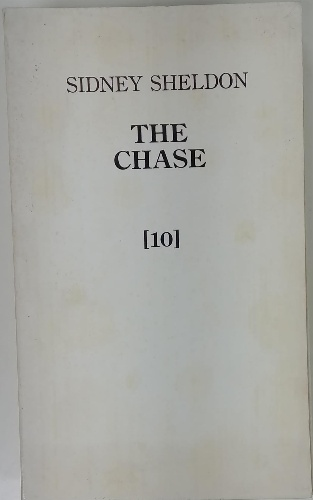 SIDNEY SHELDON
THE
CHASE
[10]